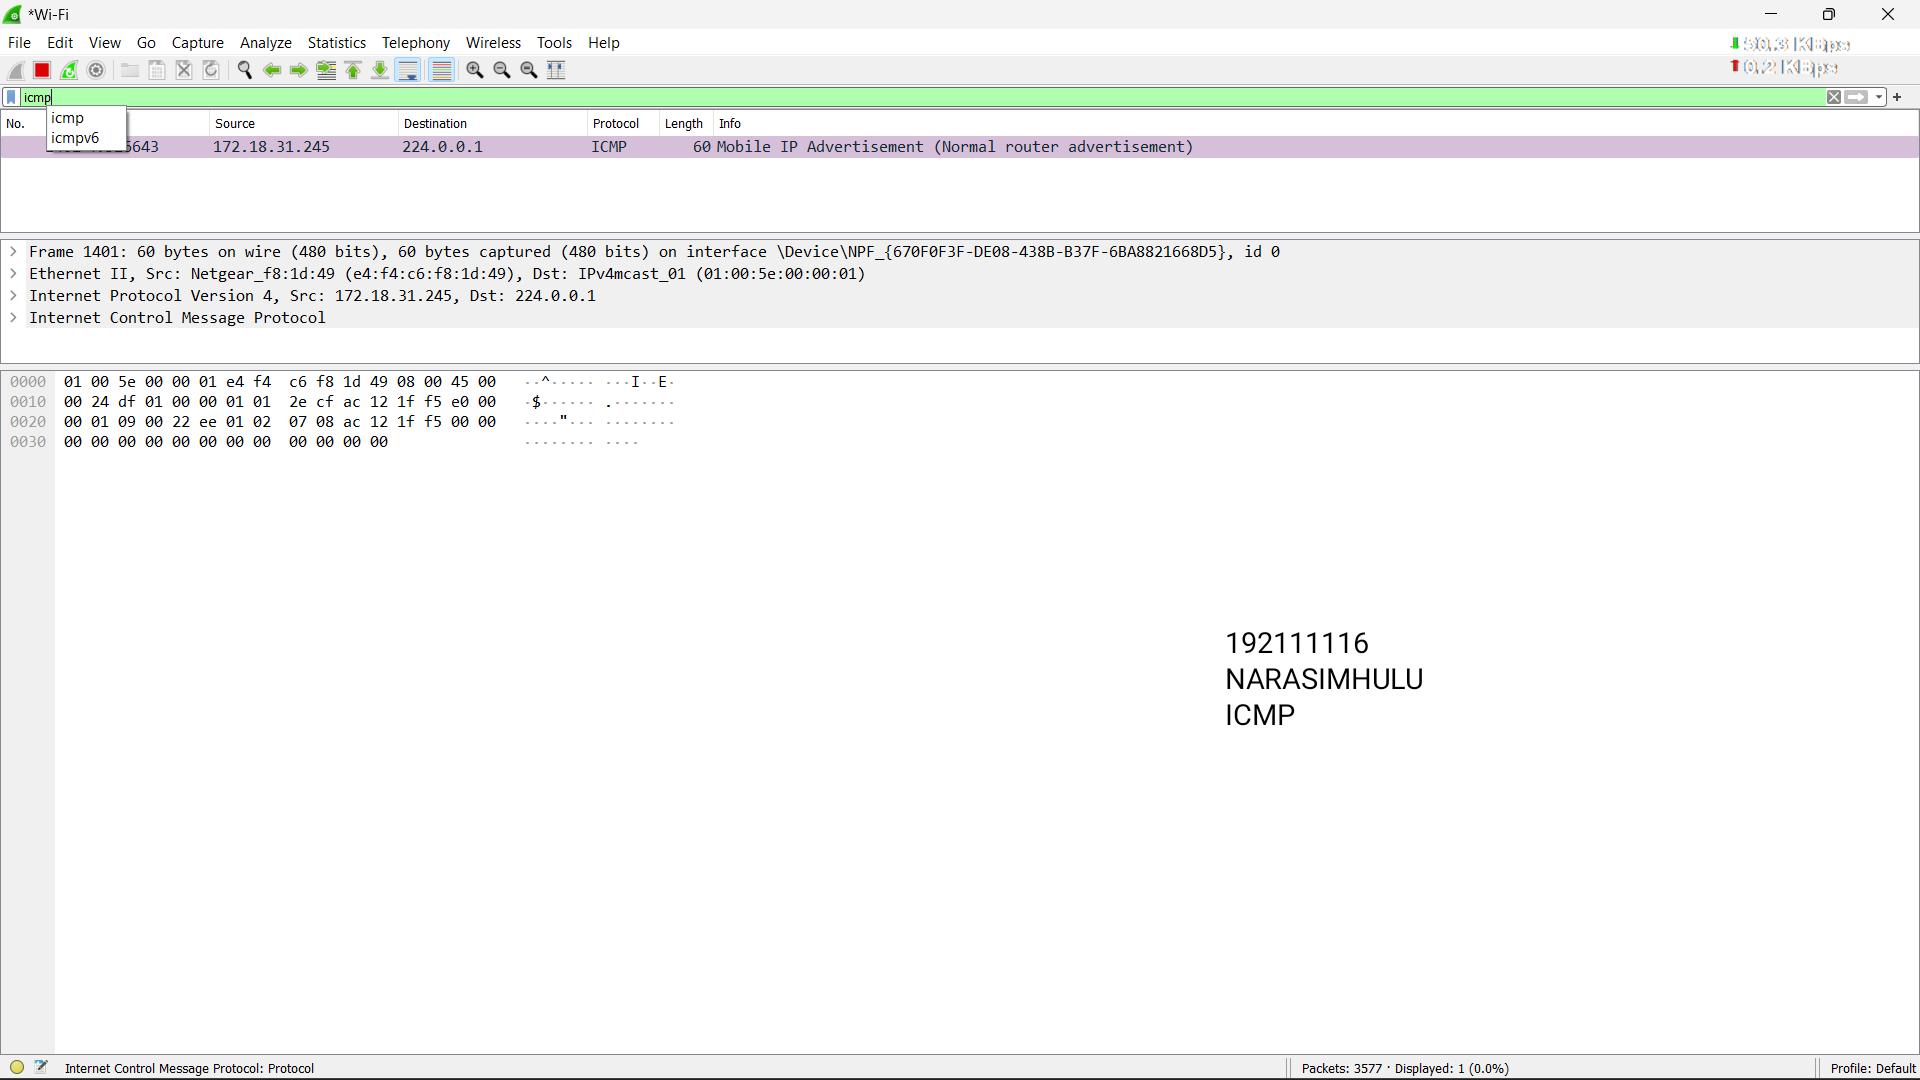 *Wi-Fi
File Edit View Go Capture Analyze Statistics Telephony Wireless Tools Help
50.3 KBps
0.2 KBps
icmp
icmp
icmpv6
No. Source Destination Protocol Length Info
643 172.18.31.245 224.0.0.1 ICMP 60 Mobile IP Advertisement (Normal router advertisement)
Frame 1401: 60 bytes on wire (480 bits), 60 bytes captured (480 bits) on interface \Device\NPF_{670F0F3F-DE08-438B-B37F-6BA8821668D5}, id 0
Ethernet II, Src: Netgear_f8:1d:49 (e4:f4:c6:f8:1d:49), Dst: IPv4mcast_01 (01:00:5e:00:00:01)
Internet Protocol Version 4, Src: 172.18.31.245, Dst: 224.0.0.1
Internet Control Message Protocol
0000 01 00 5e 00 00 01 e4 f4 c6 f8 1d 49 08 00 45 00 ··^····· ···I··E·
0010 00 24 df 01 00 00 01 01 2e cf ac 12 1f f5 e0 00 ·$······ .·······
0020 00 01 09 00 22 ee 01 02 07 08 ac 12 1f f5 00 00 ····"··· ········
0030 00 00 00 00 00 00 00 00 00 00 00 00 ········ ····
192111116
NARASIMHULU
ICMP
Internet Control Message Protocol: Protocol
Packets: 3577 · Displayed: 1 (0.0%)
Profile: Default